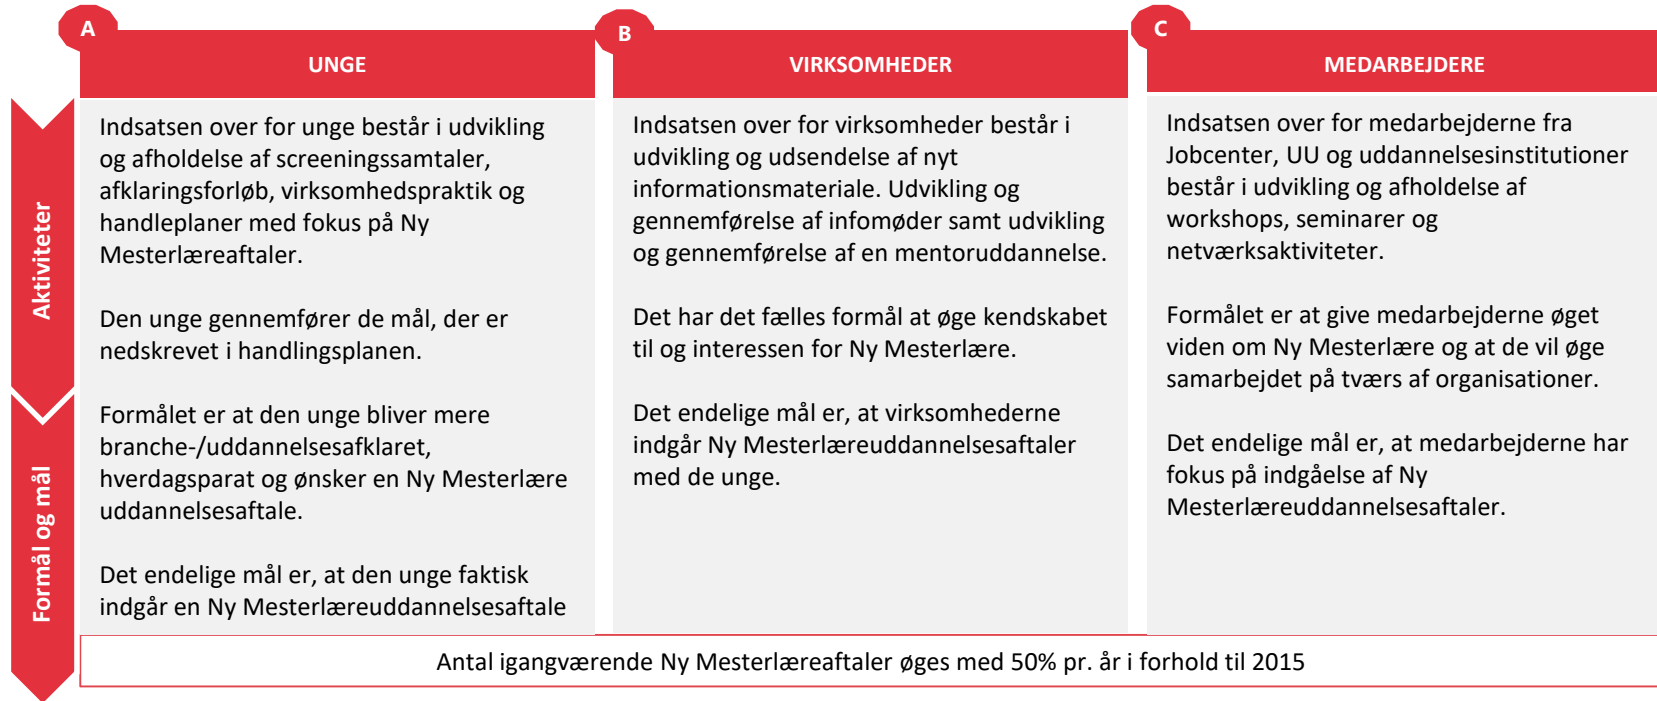 A
UNGE
B
VIRKSOMHEDER
C
MEDARBEJDERE
Aktiviteter
Formål og mål
Indsatsen over for unge består i udvikling
og afholdelse af screeningssamtaler,
afklaringsforløb, virksomhedspraktik og
handleplaner med fokus på Ny
Mesterlæreaftaler.
Den unge gennemfører de mål, der er
nedskrevet i handlingsplanen.
Formålet er at den unge bliver mere
branche-/uddannelsesafklaret,
hverdagsparat og ønsker en Ny Mesterlære
uddannelsesaftale.
Det endelige mål er, at den unge faktisk
indgår en Ny Mesterlæreuddannelsesaftale
Indsatsen over for virksomheder består i
udvikling og udsendelse af nyt
informationsmateriale. Udvikling og
gennemførelse af infomøder samt udvikling
og gennemførelse af en mentoruddannelse.
Det har det fælles formål at øge kendskabet
til og interessen for Ny Mesterlære.
Det endelige mål er, at virksomhederne
indgår Ny Mesterlæreuddannelsesaftaler
med de unge.
Indsatsen over for medarbejderne fra
Jobcenter, UU og uddannelsesinstitutioner
består i udvikling og afholdelse af
workshops, seminarer og
netværksaktiviteter.
Formålet er at give medarbejderne øget
viden om Ny Mesterlære og at de vil øge
samarbejdet på tværs af organisationer.
Det endelige mål er, at medarbejderne har
fokus på indgåelse af Ny
Mesterlæreuddannelsesaftaler.
Antal igangværende Ny Mesterlæreaftaler øges med 50% pr. år i forhold til 2015